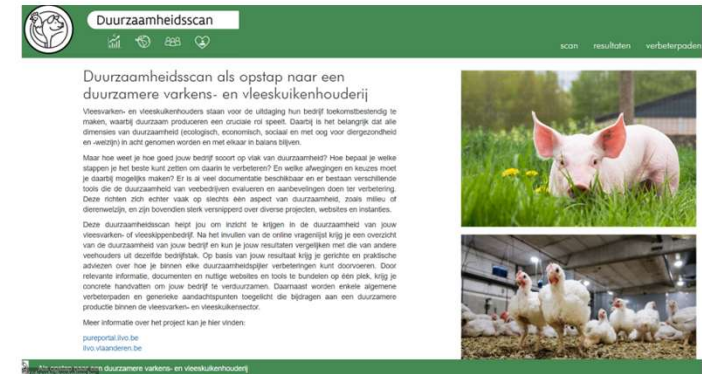 Duurzaamheidsscan
scan resultaten verbeterpaden
Duurzaamheidsscan als opstap naar een
duurzamere varkens- en vleeskuikenhouderij
Vleesvarken- en vleeskuikenhouders staan voor de uitdaging hun bedrijf toekomstbestendig te
maken, waarbij duurzaam produceren een cruciale rol speelt. Daarbij is het belangrijk dat alle
dimensies van duurzaamheid (ecologisch, economisch, sociaal en met oog voor diergezondheid
en -welzijn) in acht genomen worden en met elkaar in balans blijven.
Maar hoe weet je hoe goed jouw bedrijf scoort op vlak van duurzaamheid? Hoe bepaal je welke
stappen je het beste kunt zetten om daarin te verbeteren? En welke afwegingen en keuzes moet
je daarbij mogelijks maken? Er is al veel documentatie beschikbaar en er bestaan verschillende
tools die de duurzaamheid van veebedrijven evalueren and aanbevelingen doen ter verbetering.
Deze richten zich echter vaak op slechts één aspect van duurzaamheid, zoals milieu of
dierenwelzijn, en zijn bovendien sterk versnipperd over diverse projecten, websites en instanties.
Deze duurzaamheidsscan helpt jou om inzicht te krijgen in de duurzaamheid van jouw
vleesvarken- of vleeskippenbedrijf. Na het invullen van de online vragenlijst krijg je een overzicht
van de duurzaamheid van jouw bedrijf en kun je jouw resultaten vergelijken met die van andere
veehouders uit dezelfde bedrijfstak. Op basis van jouw resultaat krijg je gerichte en praktische
adviezen over hoe je binnen elke duurzaamheidspijler verbeteringen kunt doorvoeren. Door
relevante informatie, documenten en nuttige websites en tools te bundelen op één plek, krijg je
concrete handvatten om jouw bedrijf te verduurzamen. Daarnaast worden enkele algemene
verbeterpaden en generieke aandachtspunten toegelicht die bijdragen aan een duurzamere
productie binnen de vleesvarken- en vleeskuikensector.
Meer informatie over het project kan je hier vinden:
pureportal.ilvo.be
ilvo.vlaanderen.be
Als opstap naar een duurzamere varkens- en vleeskuikenhouderij